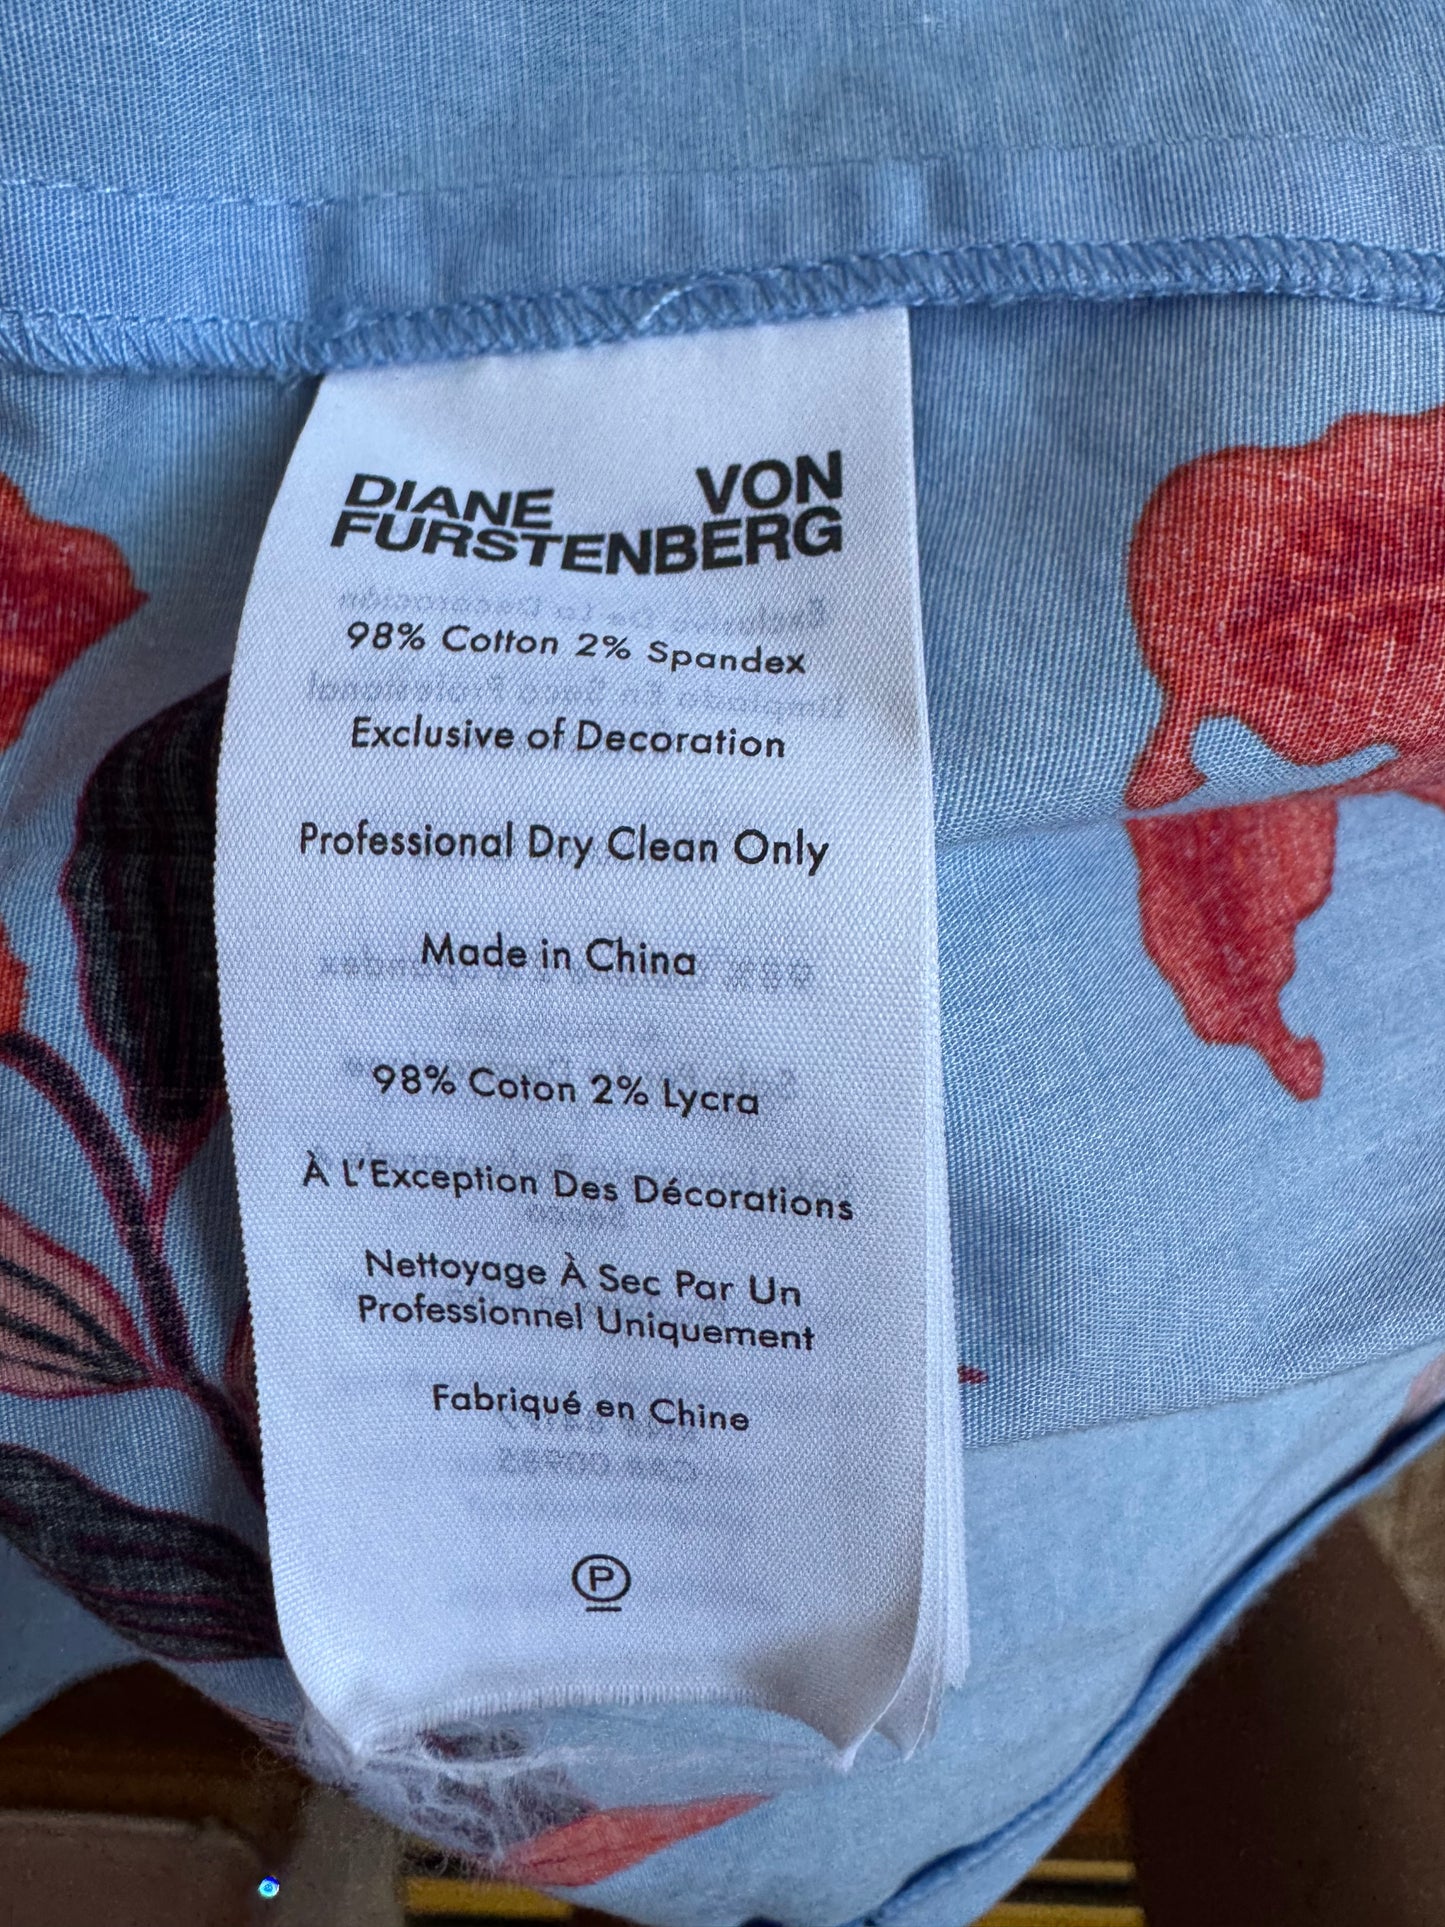 DIANE VON
FURSTENBERG
98% Cotton 2% Spandex
Exclusive of Decoration
Professional Dry Clean Only
Made in China
98% Coton 2% Lycra
À L'Exception Des Décorations
Nettoyage À Sec Par Un
Professionnel Uniquement
Fabriqué en Chine
P